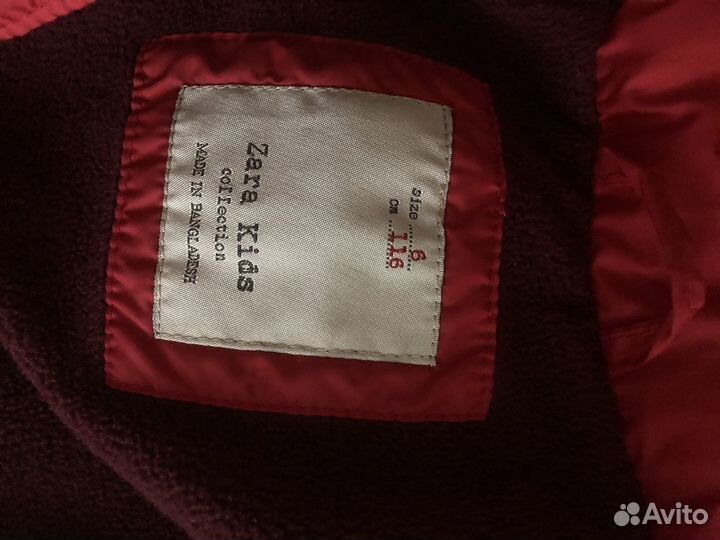 size 6
CM 116
Zara Kids
collection
MADE IN BANGLADESH
Avito